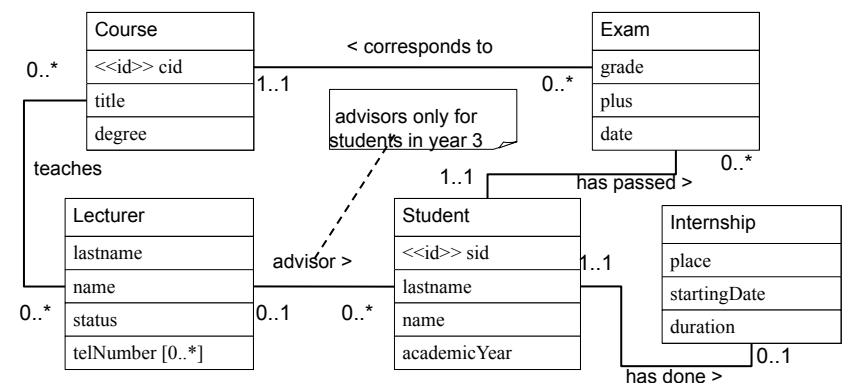 Course
<<id>> cid
title
degree
0..*
1..1
< corresponds to
0..*
Exam
grade
plus
date
0..*
advisors only for
students in year 3
teaches
has passed >
1..1
Lecturer
lastname
name
status
telNumber [0..*]
0..*
0..1
advisor >
0..*
Student
<<id>> sid
lastname
name
academicYear
1..1
Internship
place
startingDate
duration
0..1
has done >